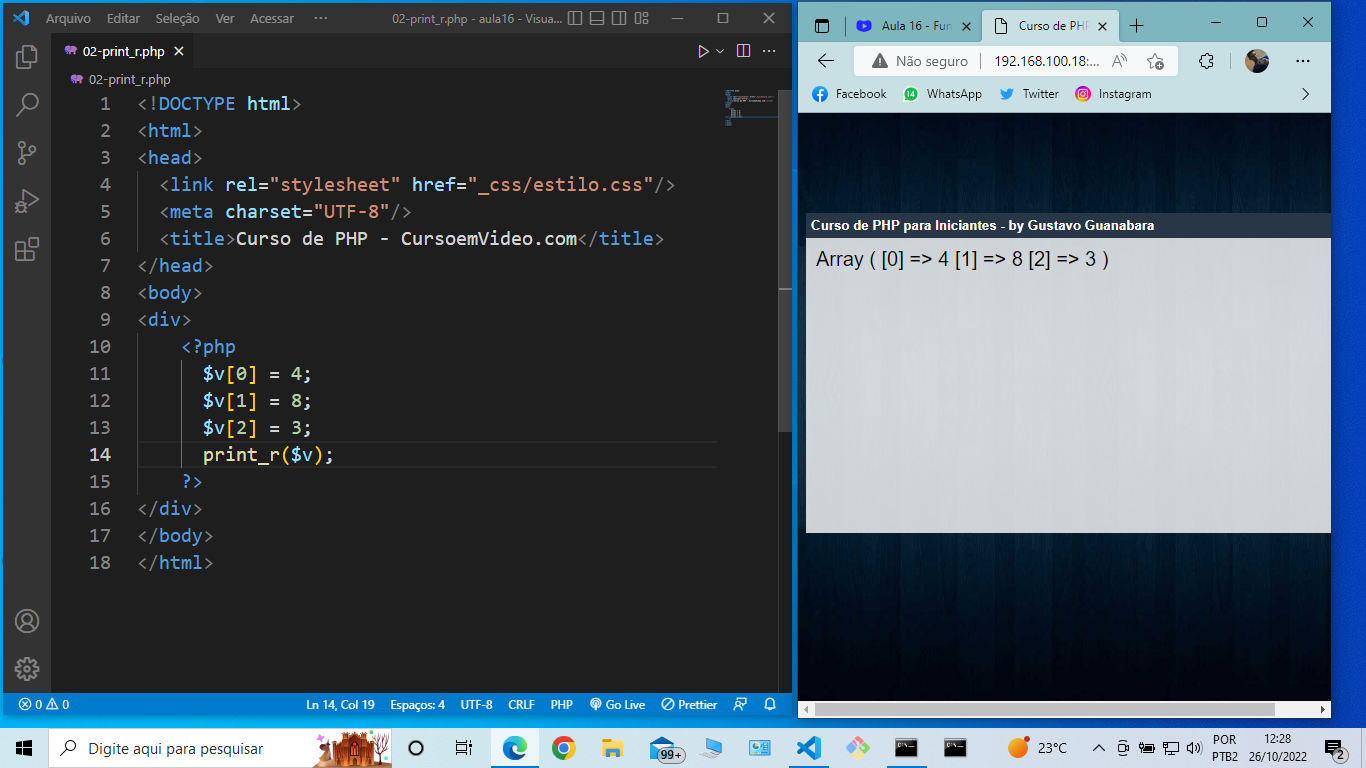 Arquivo Editar Seleção Ver Acessar ··· 02-print_r.php - aula16 - Visua...
02-print_r.php
02-print_r.php
1 <!DOCTYPE html>
2 <html>
3 <head>
4 <link rel="stylesheet" href="_css/estilo.css"/>
5 <meta charset="UTF-8"/>
6 <title>Curso de PHP - CursoemVideo.com</title>
7 </head>
8 <body>
9 <div>
10 <?php
11 $v[0] = 4;
12 $v[1] = 8;
13 $v[2] = 3;
14 print_r($v);
15 ?>
16 </div>
17 </body>
18 </html>
0 0 Ln 14, Col 19 Espaços: 4 UTF-8 CRLF PHP Go Live Prettier
Aula 16 - Fun
Curso de PH
Não seguro 192.168.100.18:...
Facebook 14 WhatsApp Twitter Instagram
Curso de PHP para Iniciantes - by Gustavo Guanabara
Array ( [0] => 4 [1] => 8 [2] => 3 )
Digite aqui para pesquisar
99+
23°C
POR
PTB2
12:28
26/10/2022
2